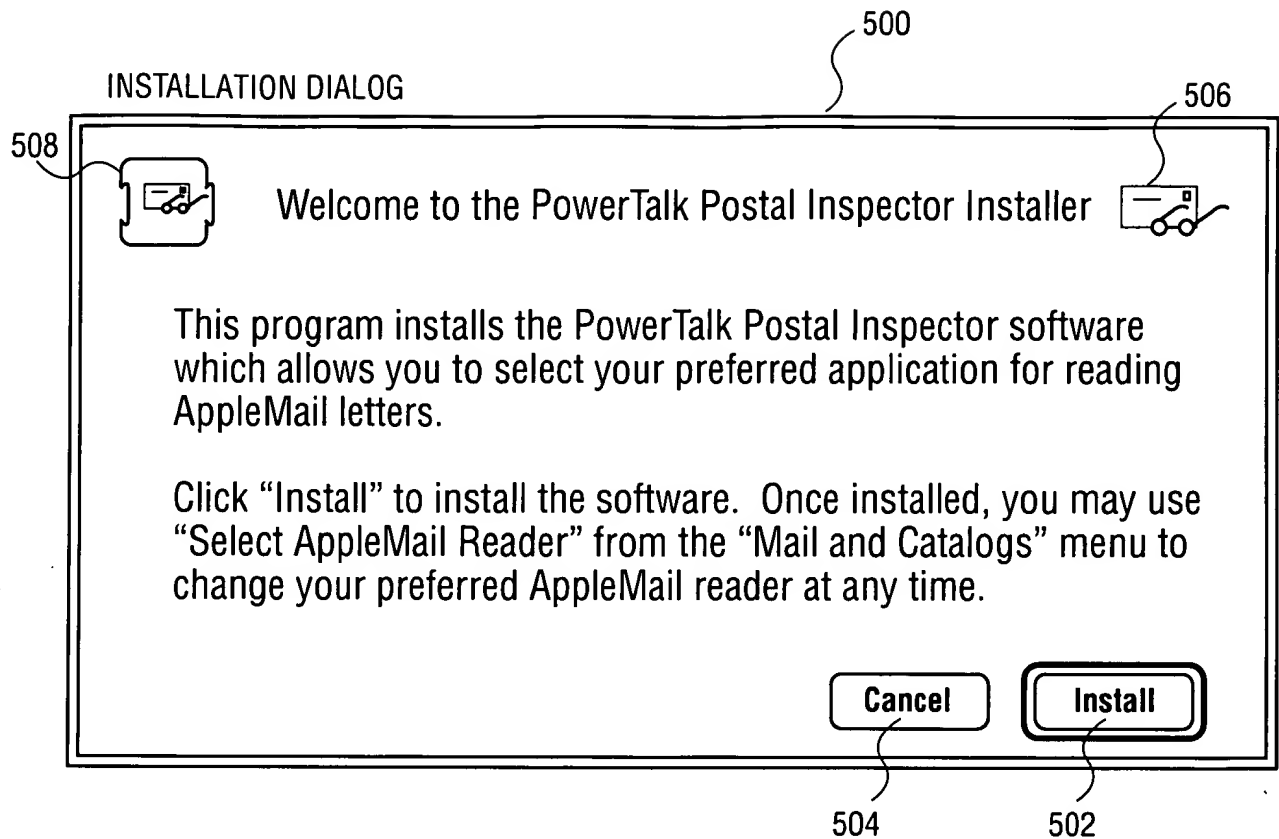 500
INSTALLATION DIALOG
506
508
Welcome to the PowerTalk Postal Inspector Installer
This program installs the PowerTalk Postal Inspector software
which allows you to select your preferred application for reading
AppleMail letters.
Click “Install” to install the software. Once installed, you may use
“Select AppleMail Reader” from the “Mail and Catalogs” menu to
change your preferred AppleMail reader at any time.
Cancel Install
504 502